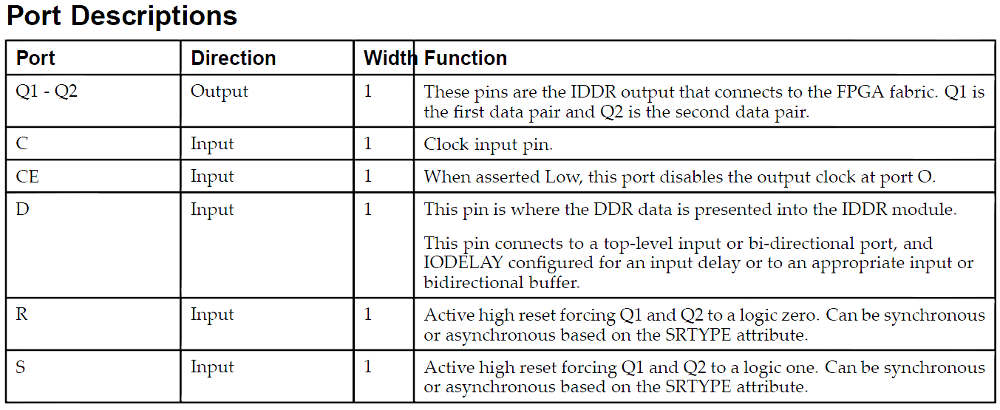 Port Descriptions
Port Direction Width Function
Q1 - Q2 Output 1 These pins are the IDDR output that connects to the FPGA fabric. Q1 is
the first data pair and Q2 is the second data pair.
C Input 1 Clock input pin.
CE Input 1 When asserted Low, this port disables the output clock at port O.
D Input 1 This pin is where the DDR data is presented into the IDDR module.
This pin connects to a top-level input or bi-directional port, and
IODELAY configured for an input delay or to an appropriate input or
bidirectional buffer.
R Input 1 Active high reset forcing Q1 and Q2 to a logic zero. Can be synchronous
or asynchronous based on the SRTYPE attribute.
S Input 1 Active high reset forcing Q1 and Q2 to a logic one. Can be synchronous
or asynchronous based on the SRTYPE attribute.